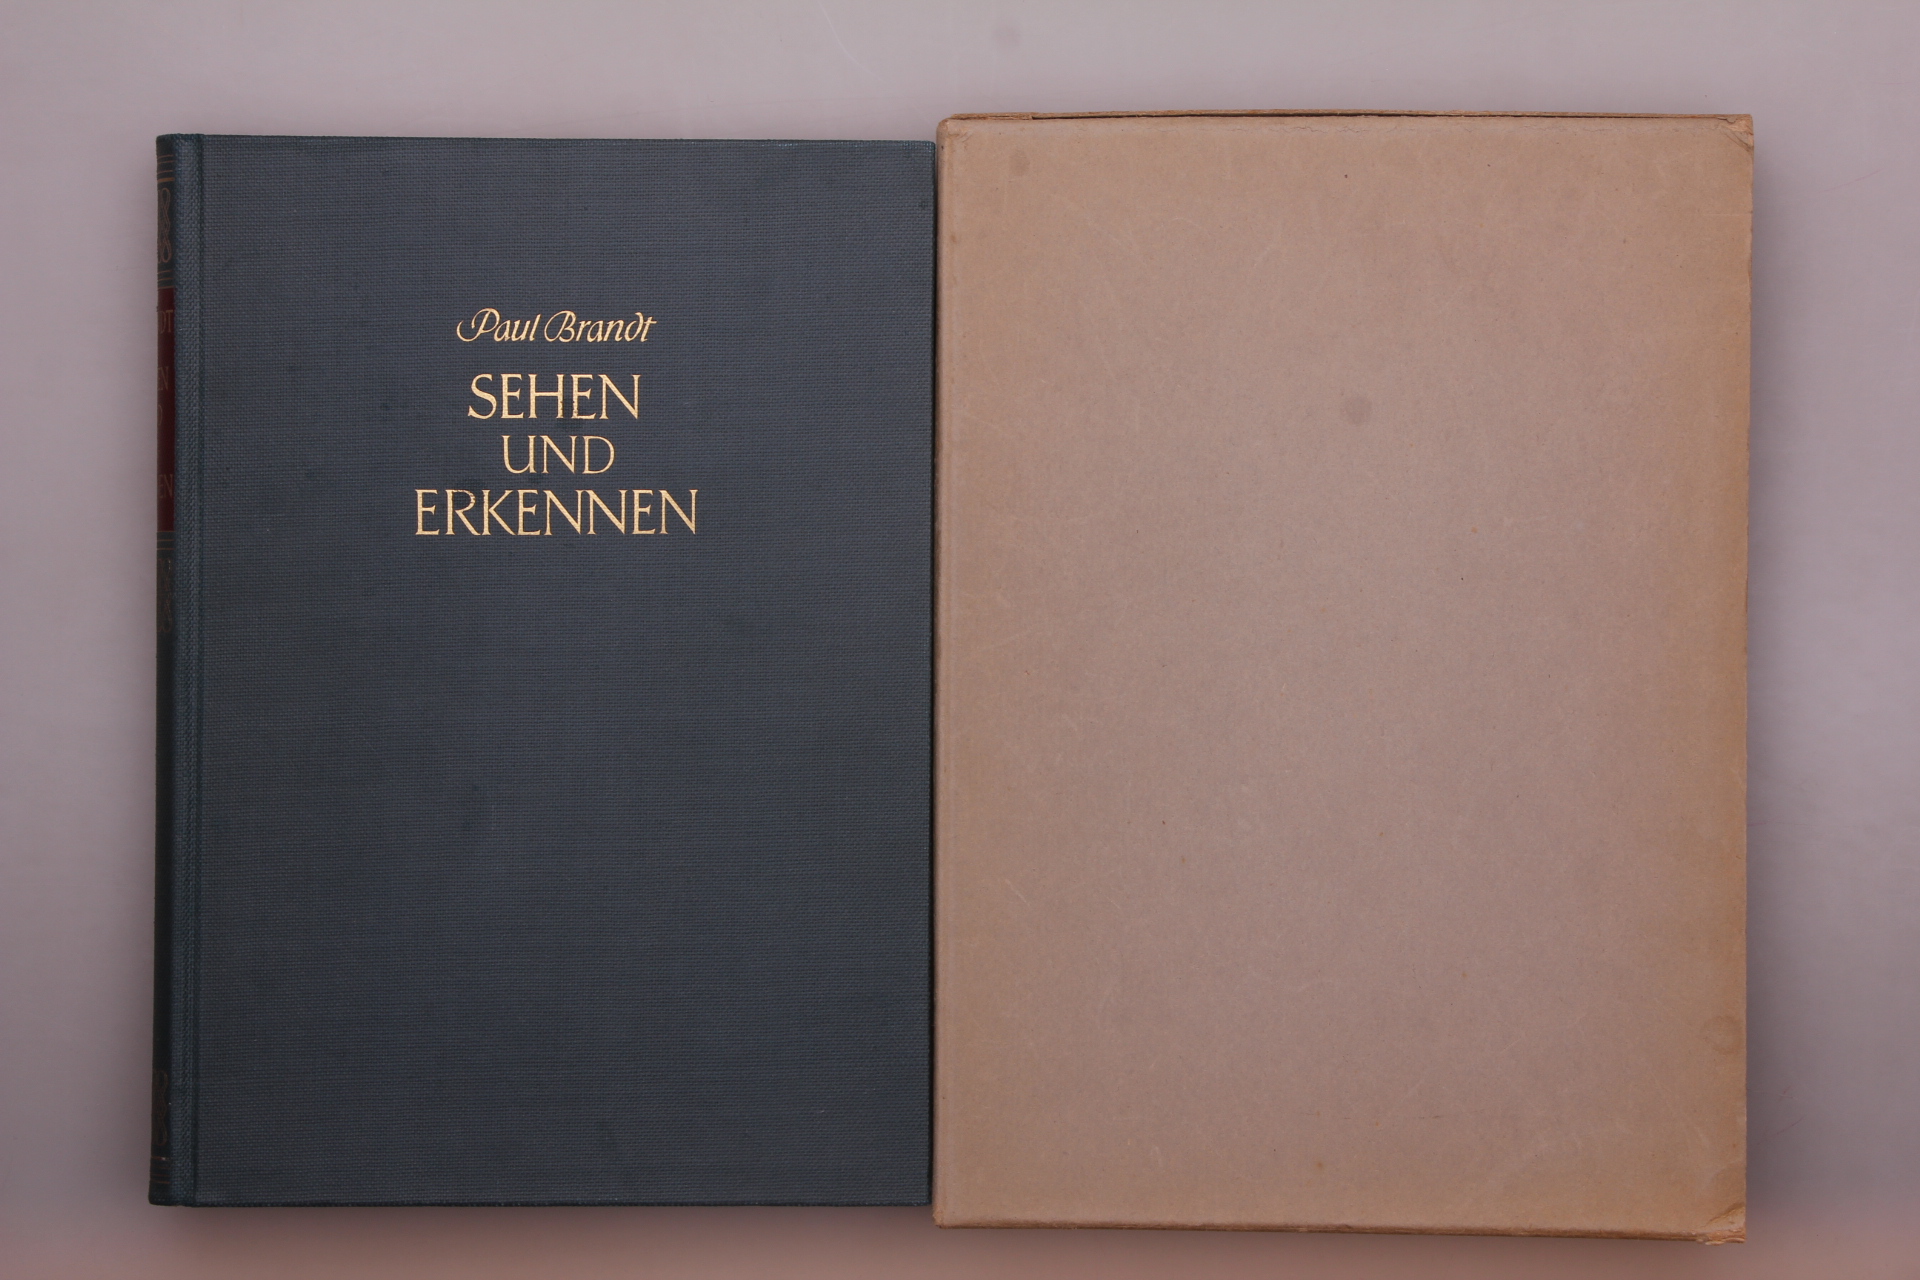 Paul Brandt
SEHEN
UND
ERKENNEN